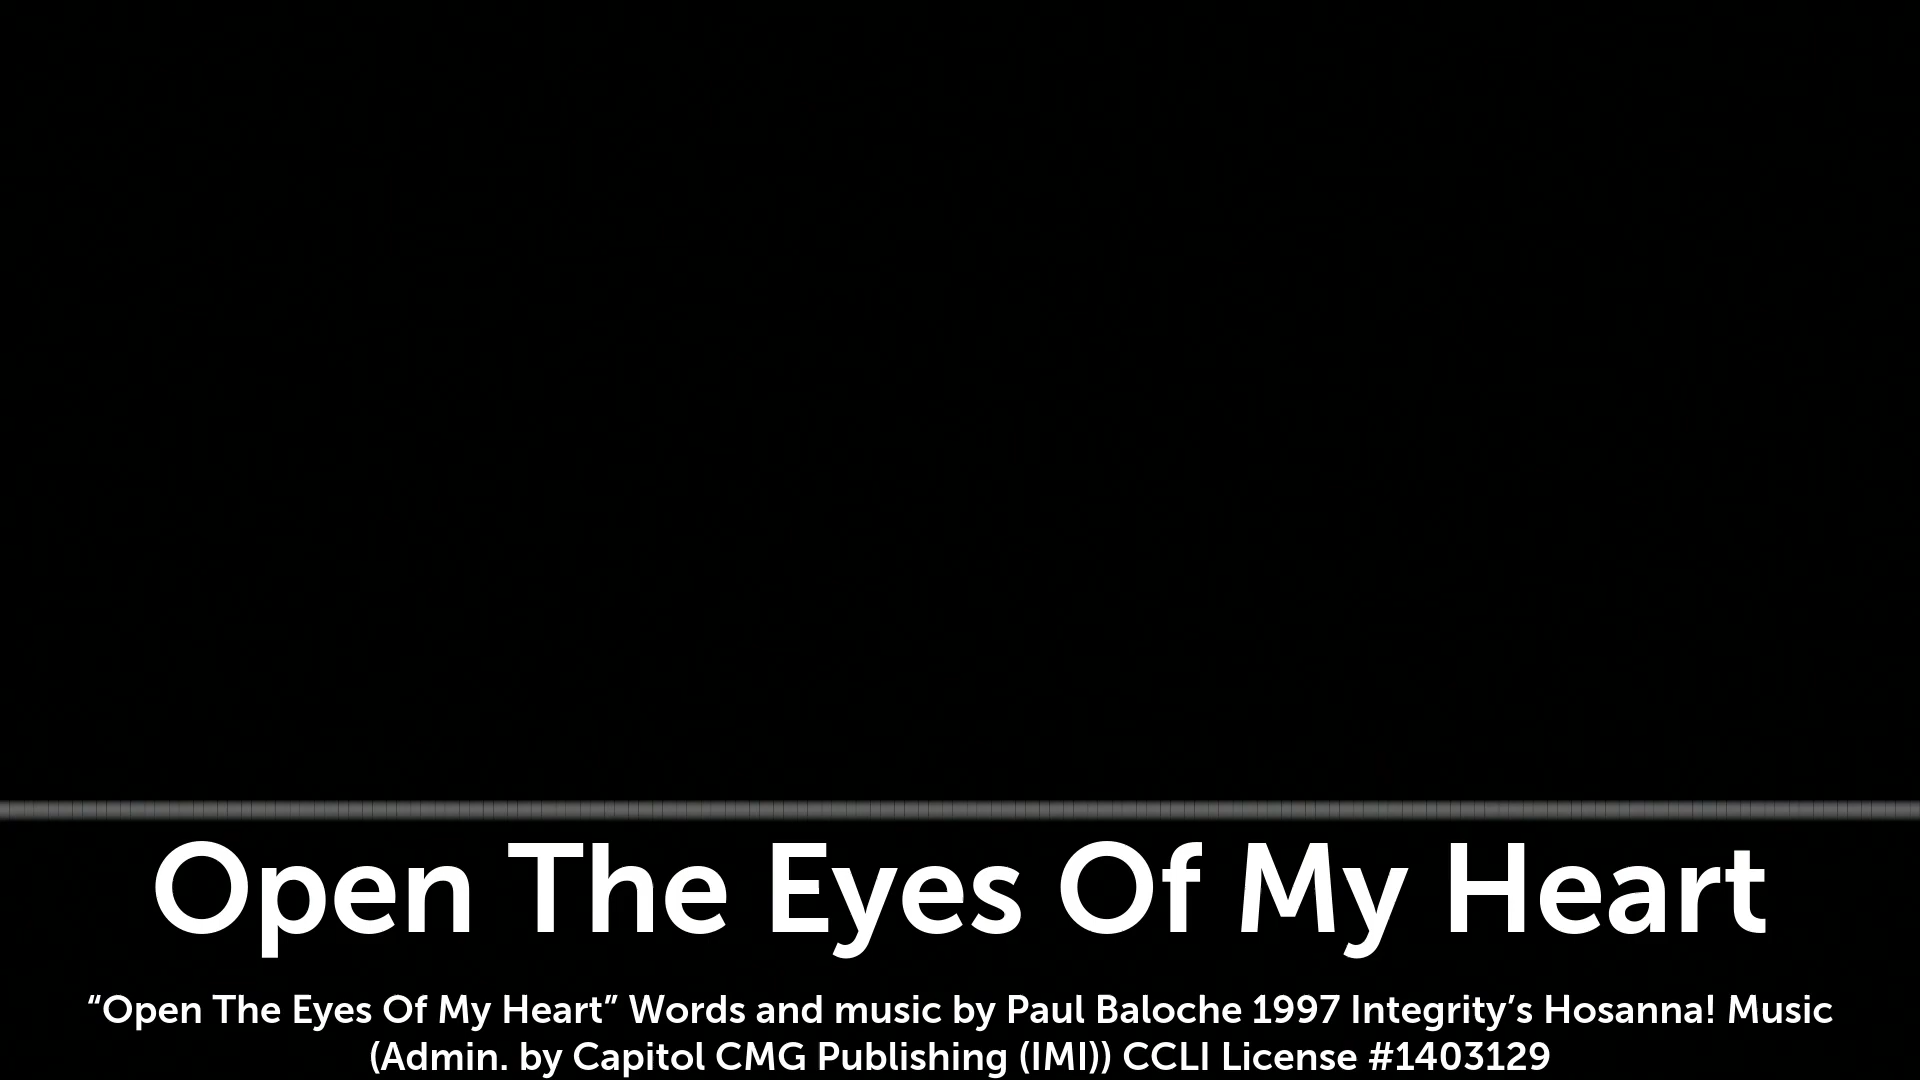 Open The Eyes Of My Heart
“Open The Eyes Of My Heart” Words and music by Paul Baloche 1997 Integrity’s Hosanna! Music
(Admin. by Capitol CMG Publishing (IMI)) CCLI License #1403129